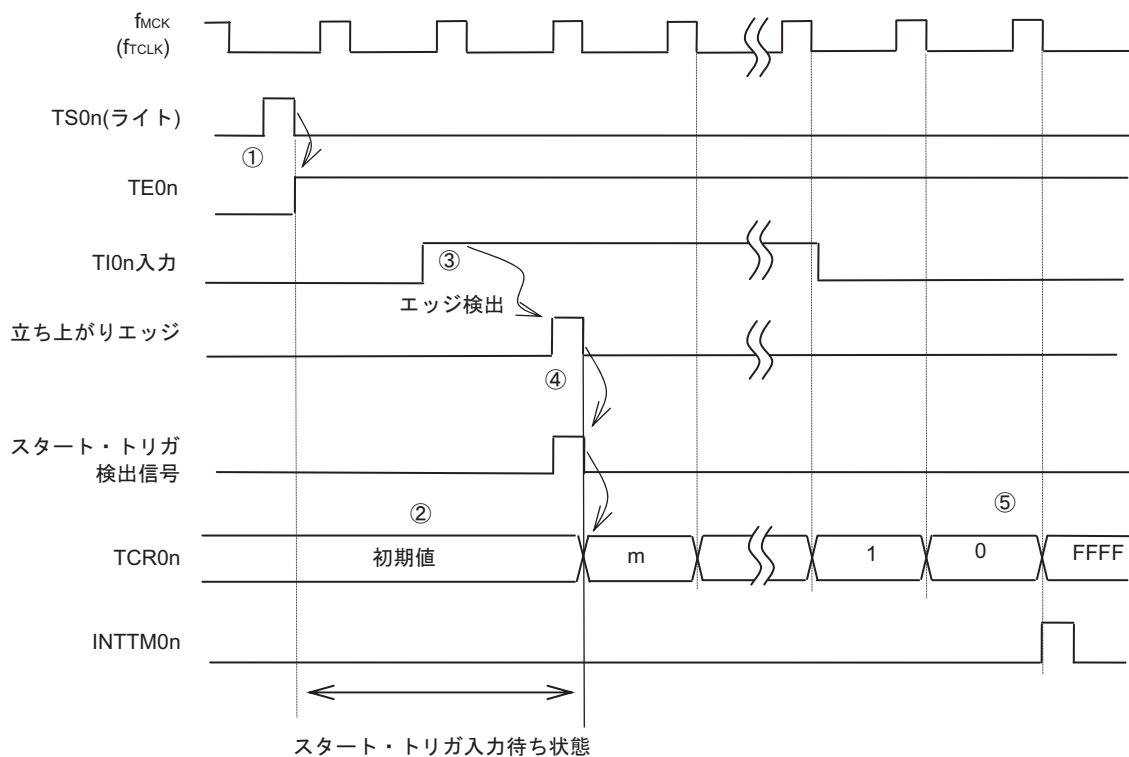 fMCK
(fTCLK)
TS0n(ライト)
①
TE0n
TI0n入力
③
エッジ検出
立ち上がりエッジ
④
スタート・トリガ
検出信号
②
⑤
TCR0n
初期値
m
1
0
FFFF
INTTM0n
スタート・トリガ入力待ち状態